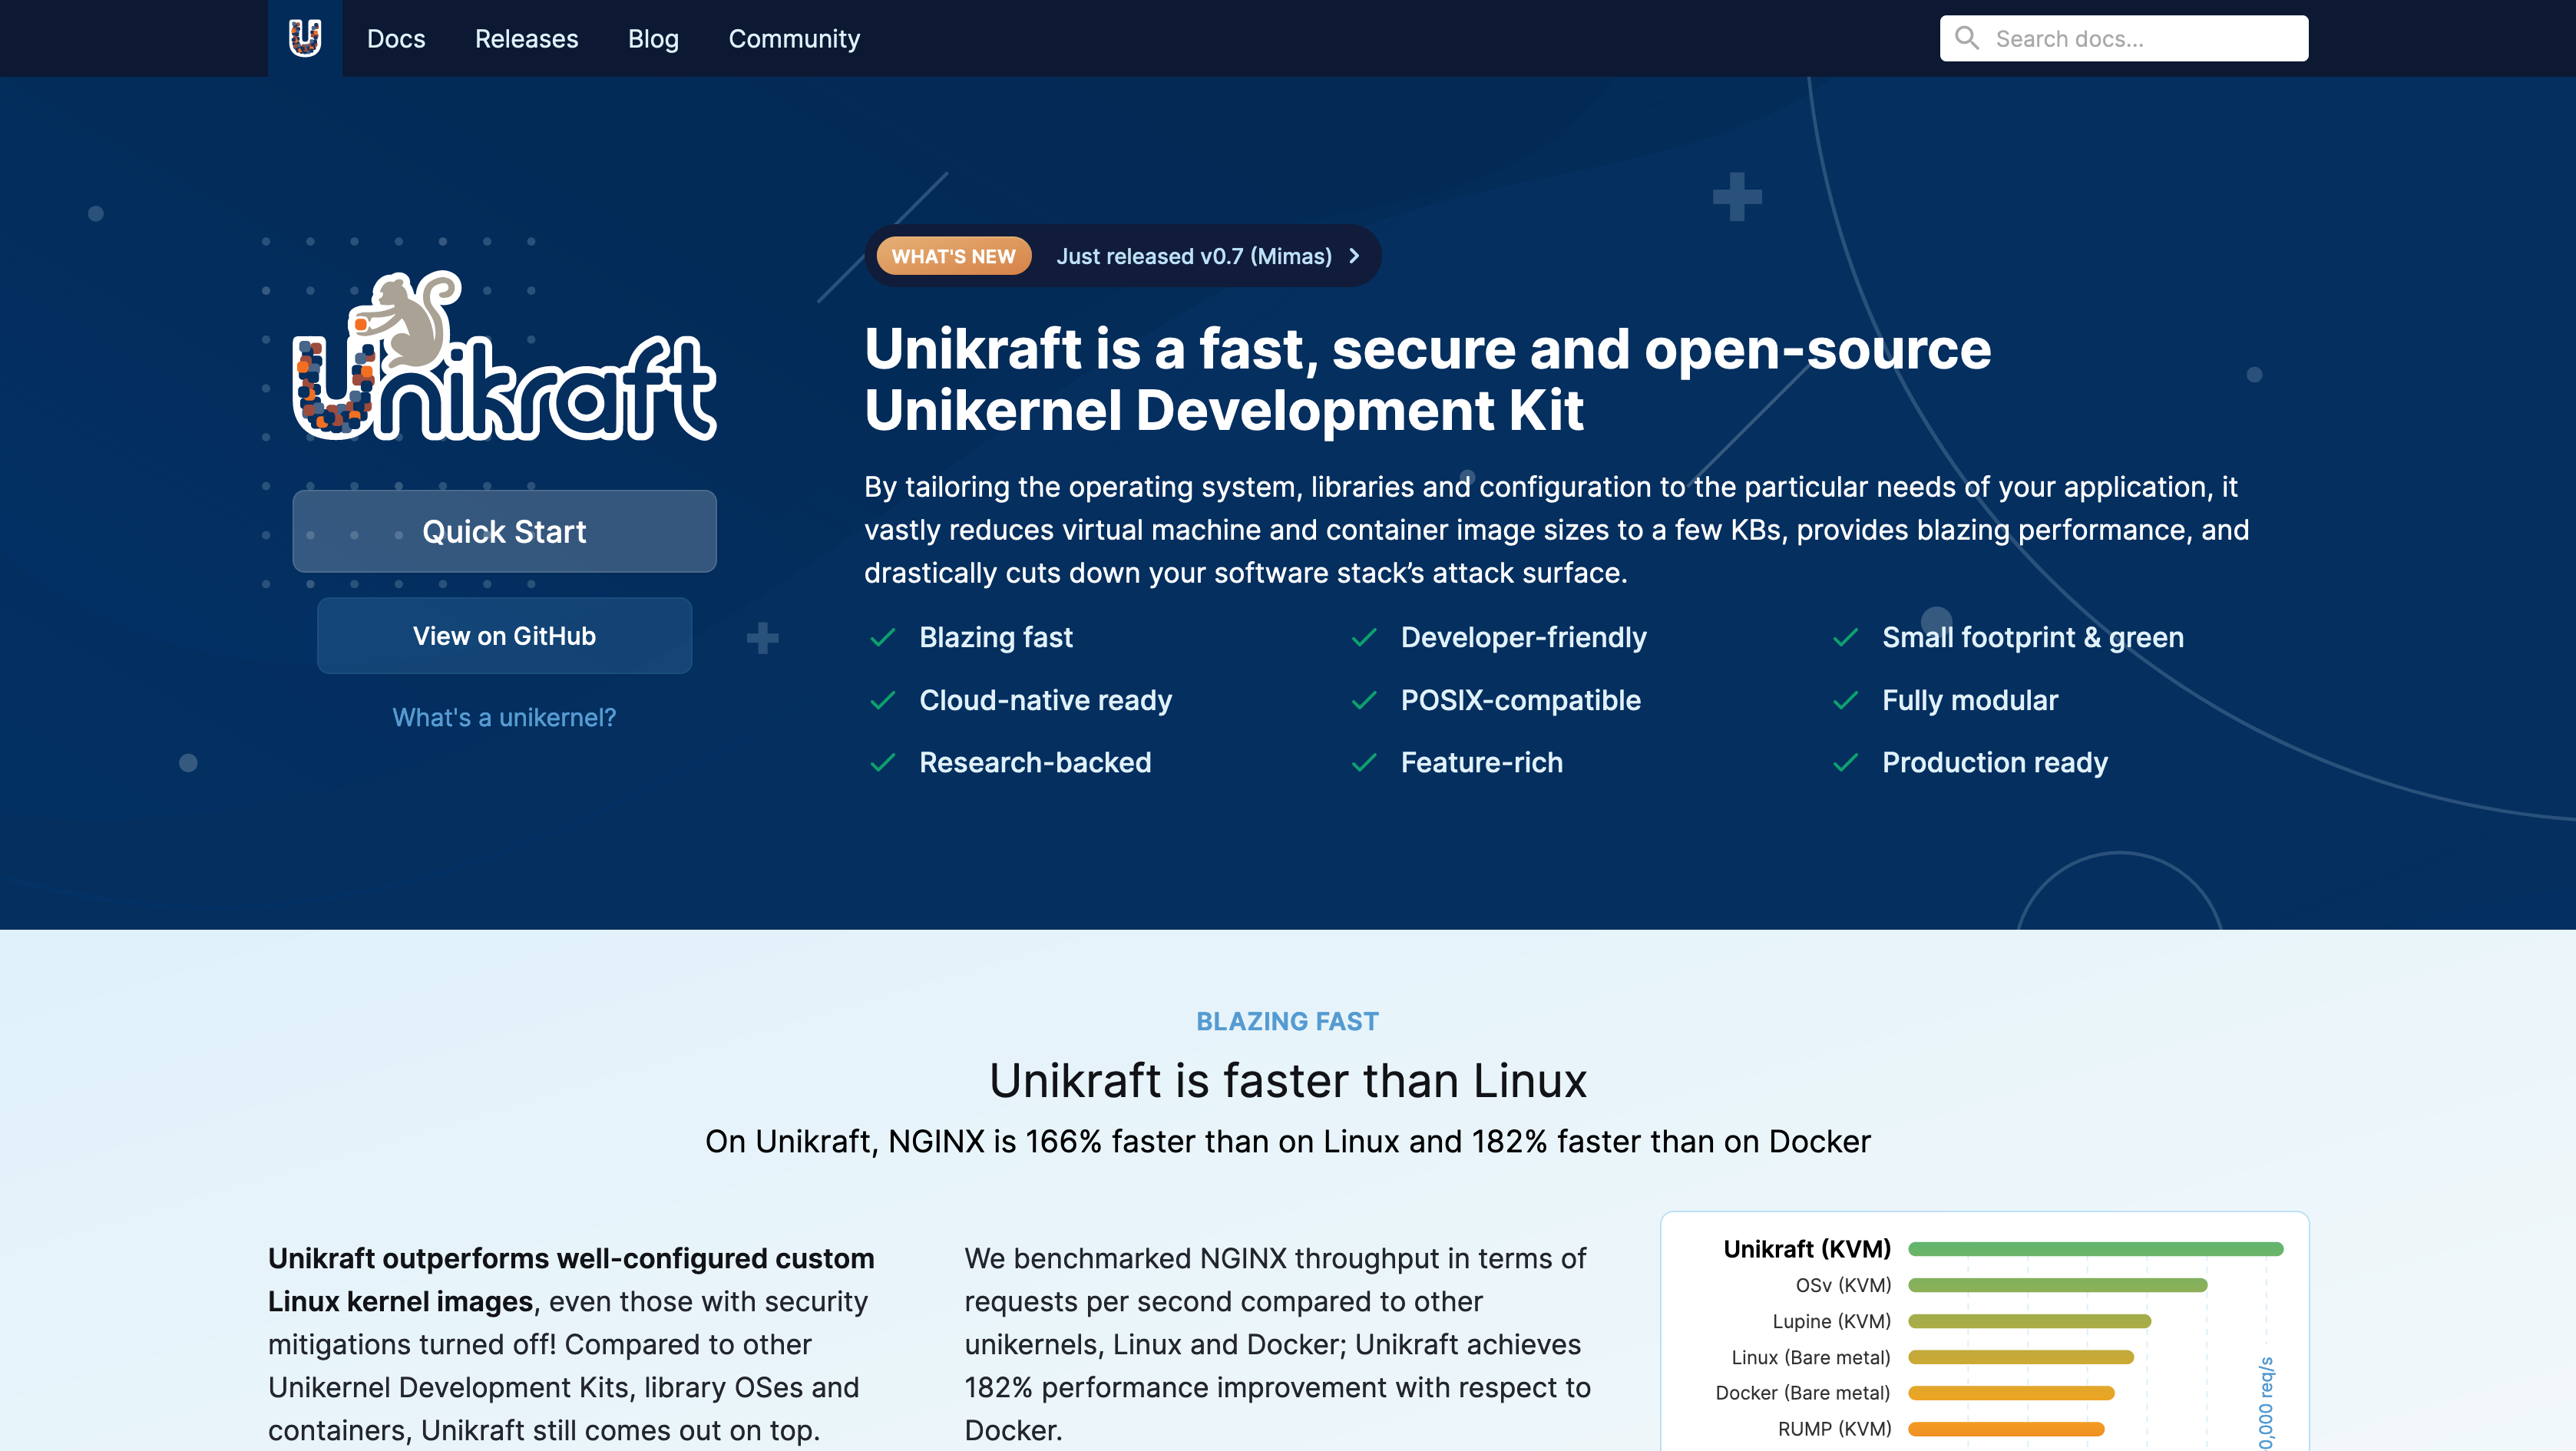 U
Docs
Releases
Blog
Community
Search docs...
Unikraft
Quick Start
View on GitHub
What's a unikernel?
WHAT'S NEW
Just released v0.7 (Mimas)
Unikraft is a fast, secure and open-source
Unikernel Development Kit
By tailoring the operating system, libraries and configuration to the particular needs of your application, it
vastly reduces virtual machine and container image sizes to a few KBs, provides blazing performance, and
drastically cuts down your software stack’s attack surface.
Blazing fast
Developer-friendly
Small footprint & green
Cloud-native ready
POSIX-compatible
Fully modular
Research-backed
Feature-rich
Production ready
BLAZING FAST
Unikraft is faster than Linux
On Unikraft, NGINX is 166% faster than on Linux and 182% faster than on Docker
Unikraft outperforms well-configured custom
Linux kernel images, even those with security
mitigations turned off! Compared to other
Unikernel Development Kits, library OSes and
containers, Unikraft still comes out on top.
We benchmarked NGINX throughput in terms of
requests per second compared to other
unikernels, Linux and Docker; Unikraft achieves
182% performance improvement with respect to
Docker.
Unikraft (KVM)
OSv (KVM)
Lupine (KVM)
Linux (Bare metal)
Docker (Bare metal)
RUMP (KVM)
req/s